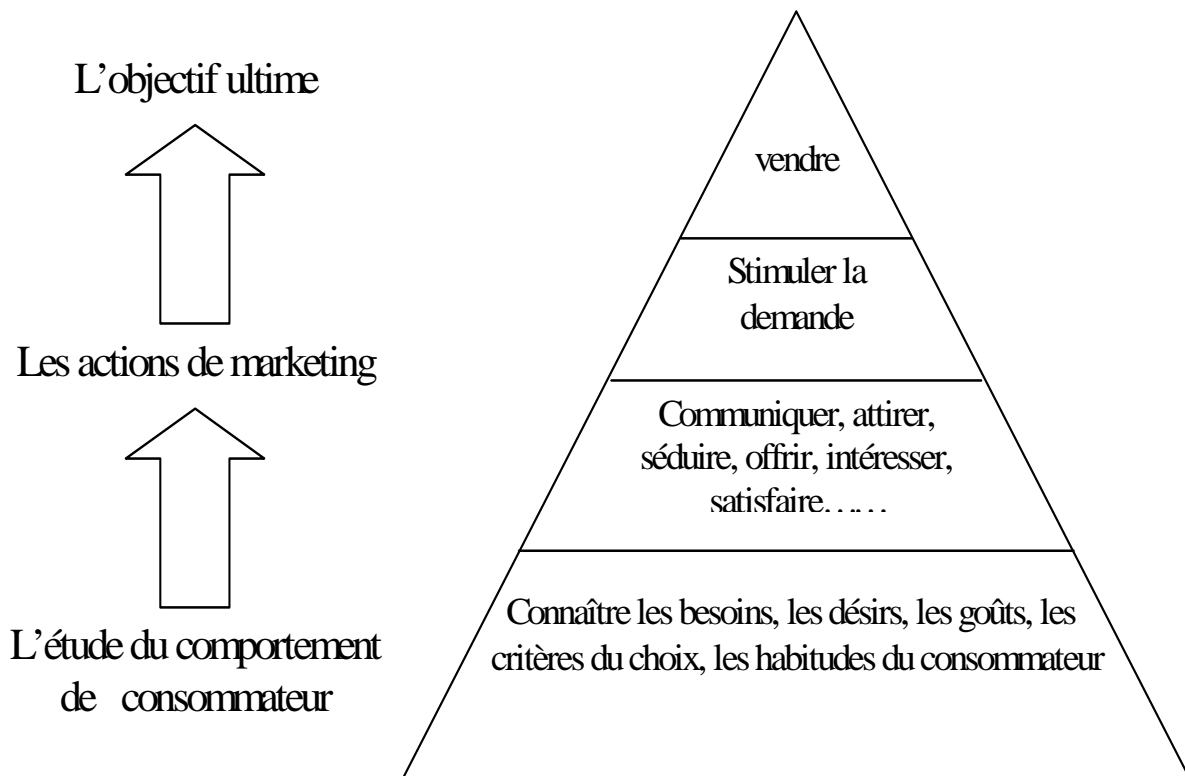 L'objectif ultime
Les actions de marketing
L'étude du comportement
de consommateur
vendre
Stimuler la
demande
Communiquer, attirer,
séduire, offrir, intéresser,
satisfaire……
Connaître les besoins, les désirs, les goûts, les
critères du choix, les habitudes du consommateur